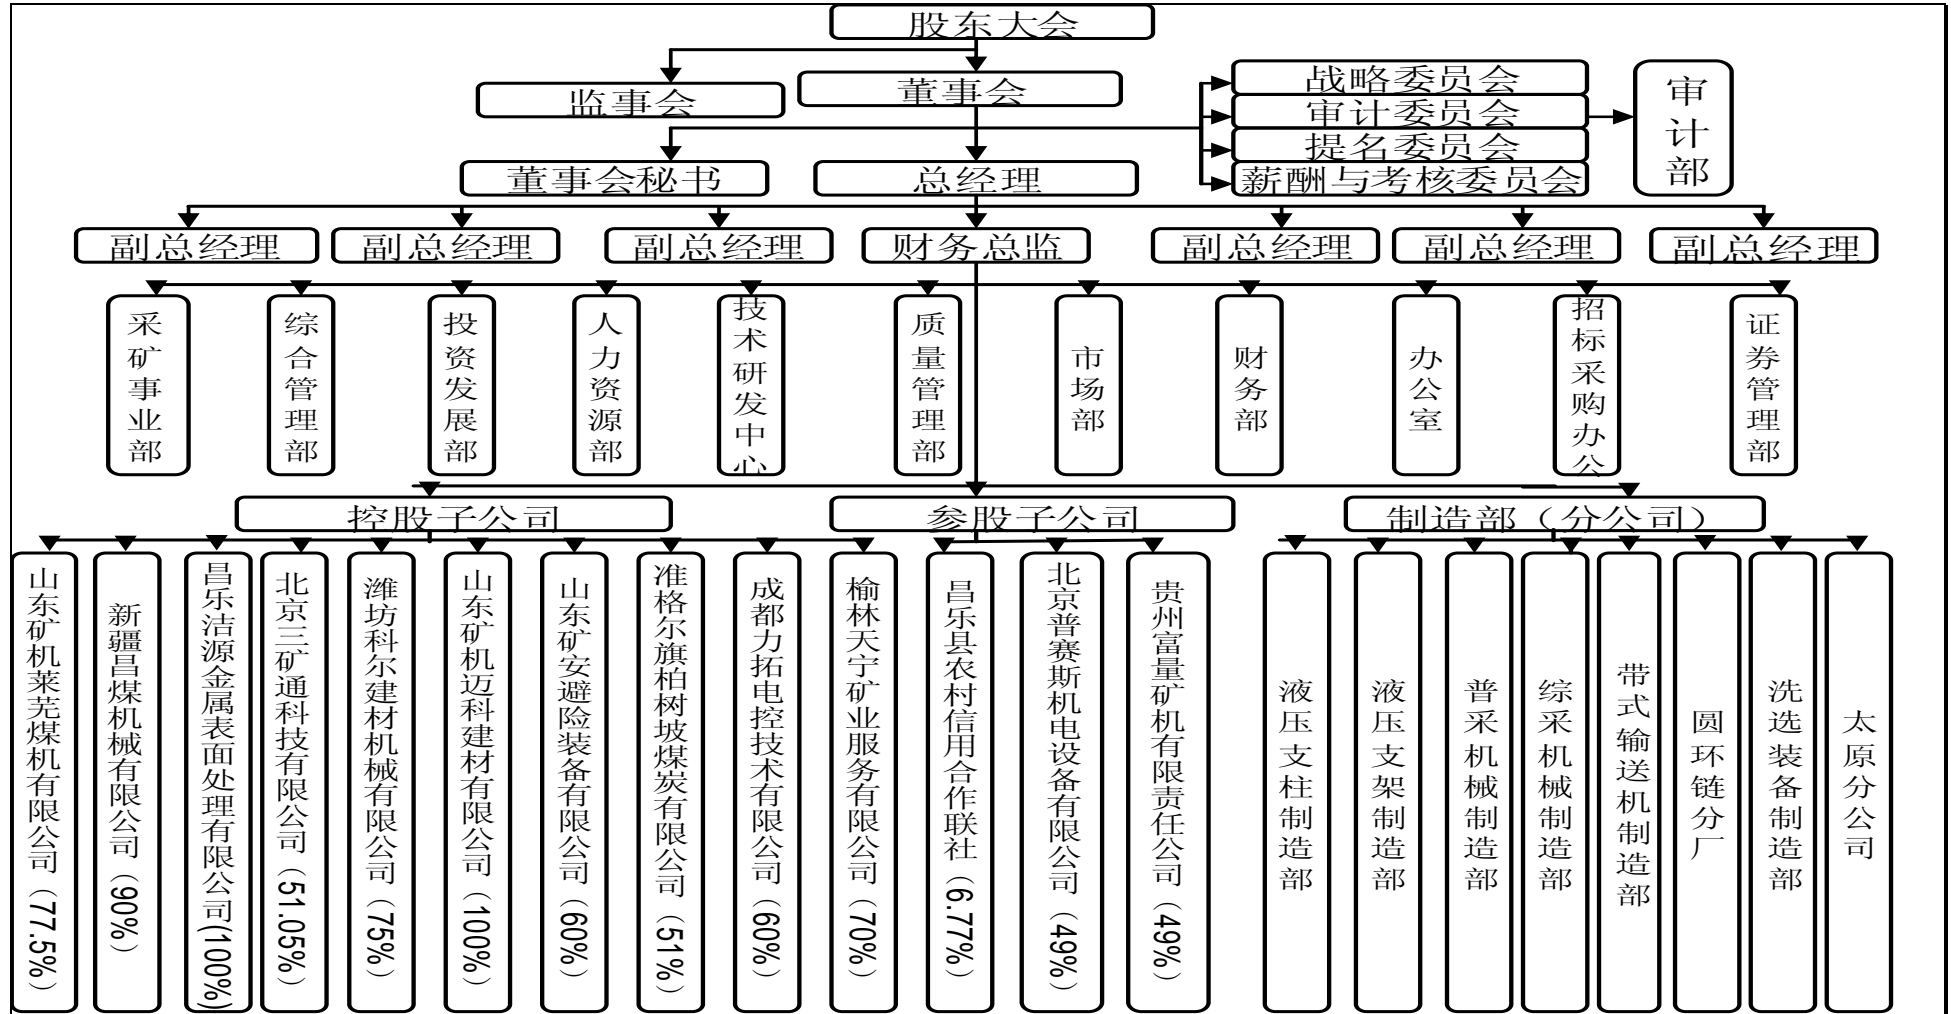 股东大会
监事会
董事会
战略委员会
审计委员会
提名委员会
薪酬与考核委员会
审计部
董事会秘书
总经理
副总经理
副总经理
副总经理
财务总监
副总经理
副总经理
副总经理
采矿事业部
综合管理部
投资发展部
人力资源部
技术研发中心
质量管理部
市场部
财务部
办公室
招标采购办公
证券管理部
控股子公司
参股子公司
制造部（分公司）
山东矿机莱芜煤机有限公司（77.5%）
新疆昌煤机械有限公司（90%）
昌乐洁源金属表面处理有限公司(100%)
北京三矿通科技有限公司（51.05%）
潍坊科尔建材机械有限公司（75%）
山东矿机迈科建材有限公司（100%）
山东矿安避险装备有限公司（60%）
准格尔旗柏树坡煤炭有限公司（51%）
成都力拓电控技术有限公司（60%）
榆林天宁矿业服务有限公司（70%）
昌乐县农村信用合作联社（6.77%）
北京普赛斯机电设备有限公司（49%）
贵州富量矿机有限责任公司（49%）
液压支柱制造部
液压支架制造部
普采机械制造部
综采机械制造部
带式输送机制造部
圆环链分厂
洗选装备制造部
太原分公司